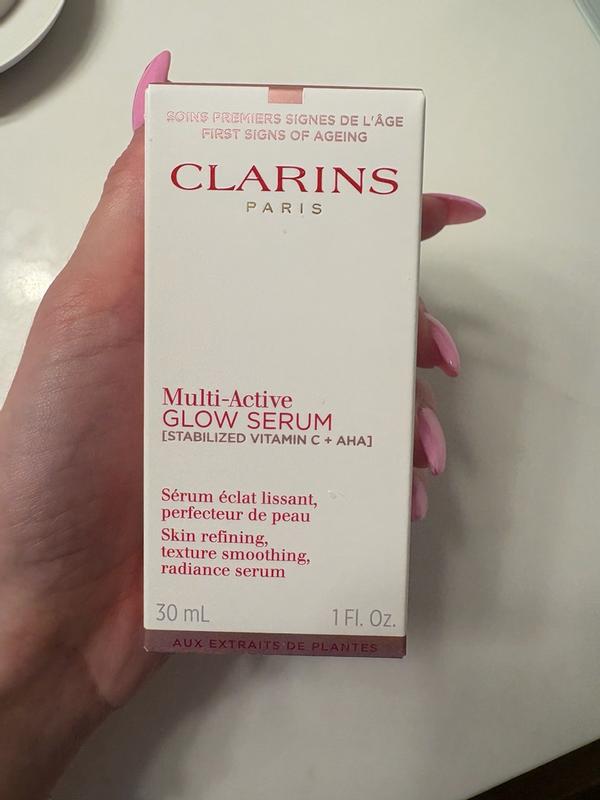 SOINS PREMIERS SIGNES DE L'ÂGE
FIRST SIGNS OF AGEING
CLARINS
PARIS
Multi-Active
GLOW SERUM
[STABILIZED VITAMIN C + AHA]
Sérum éclat lissant,
perfecteur de peau
Skin refining,
texture smoothing,
radiance serum
30 mL 1 Fl. Oz.
AUX EXTRAITS DE PLANTES